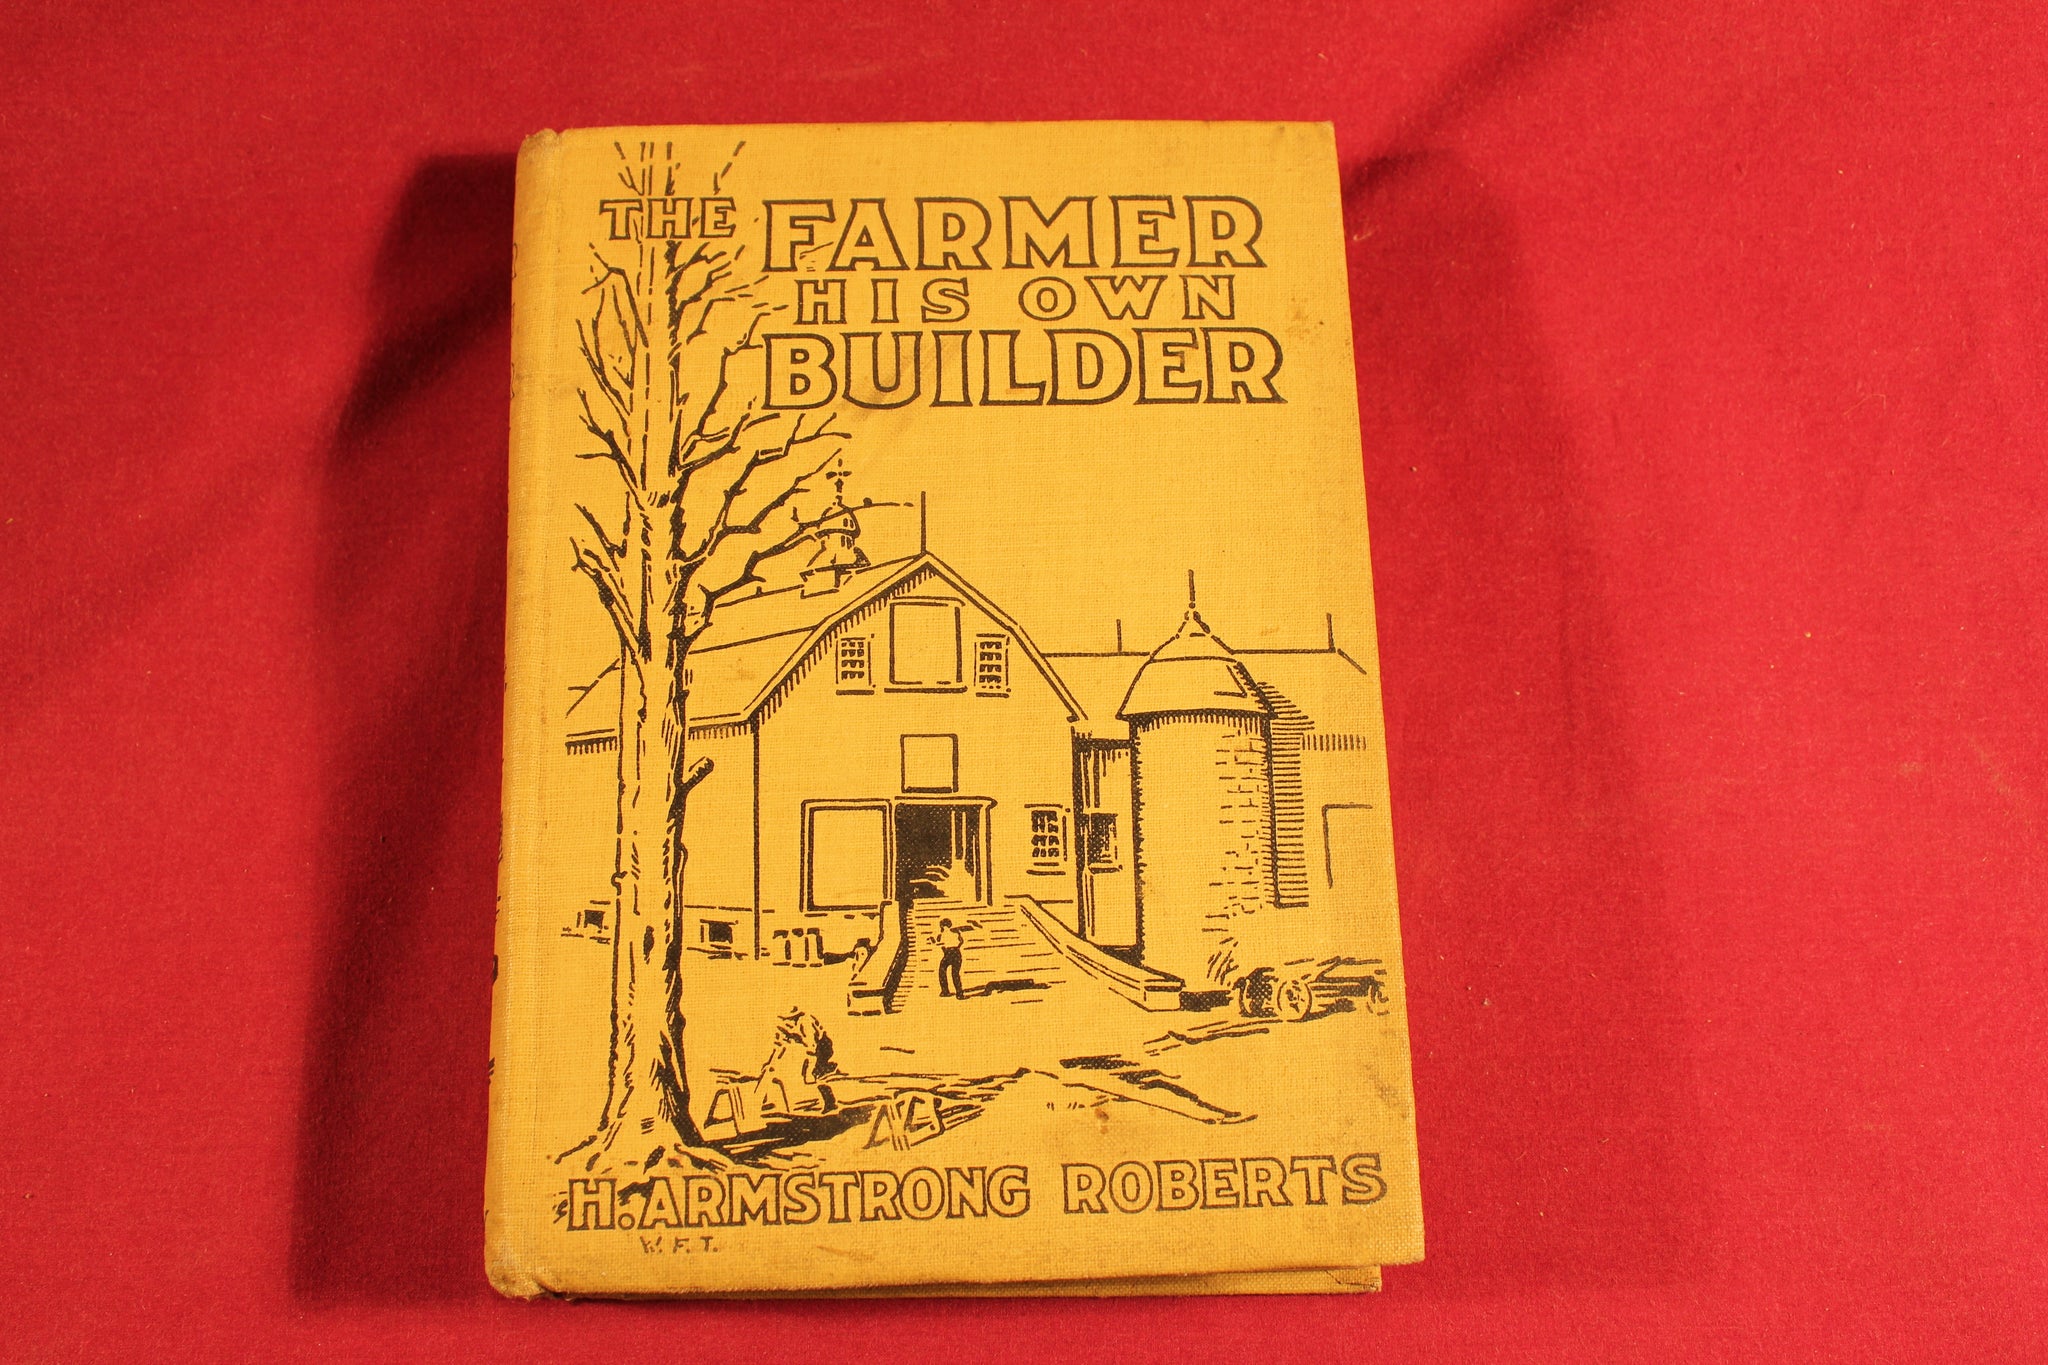 THE FARMER
HIS OWN
BUILDER
H. ARMSTRONG ROBERTS
W. F. T.